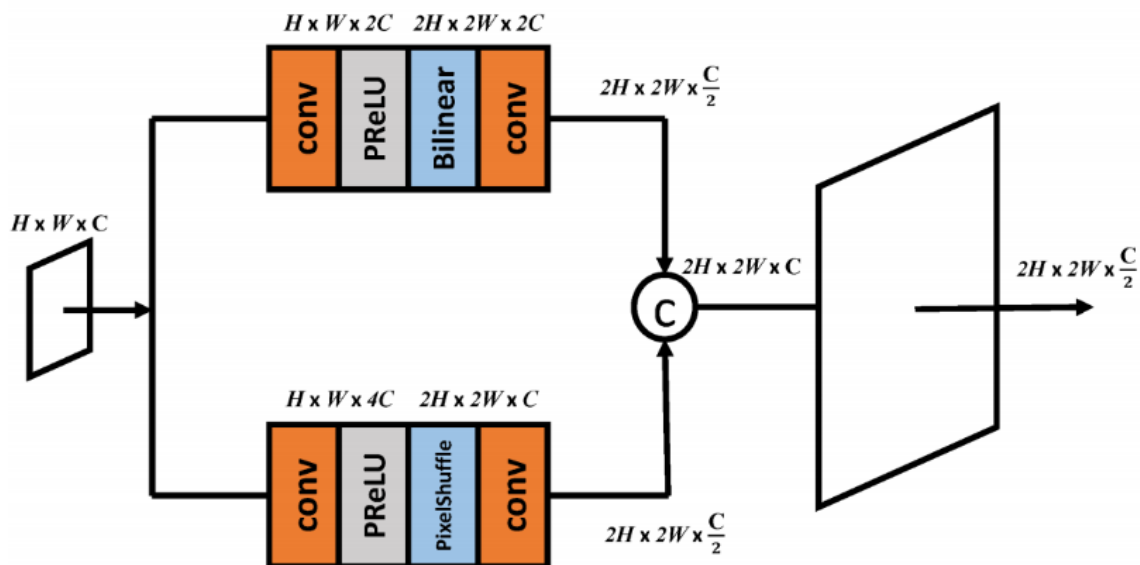 H x W x 2C 2H x 2W x 2C
conv
PReLU
Bilinear
conv
2H x 2W x C/2
H x W x C
C
2H x 2W x C
2H x 2W x C/2
H x W x 4C 2H x 2W x C
conv
PReLU
PixelShuffle
conv
2H x 2W x C/2